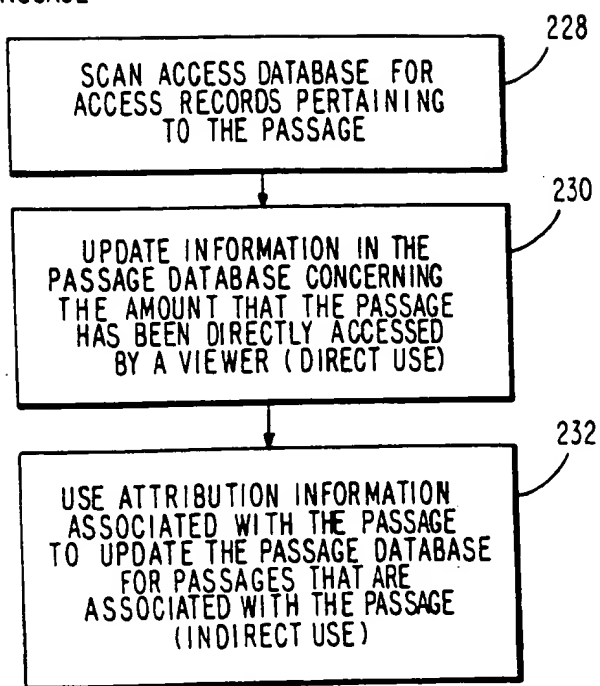 228
SCAN ACCESS DATABASE FOR
ACCESS RECORDS PERTAINING
TO THE PASSAGE
230
UPDATE INFORMATION IN THE
PASSAGE DATABASE CONCERNING
THE AMOUNT THAT THE PASSAGE
HAS BEEN DIRECTLY ACCESSED
BY A VIEWER (DIRECT USE)
232
USE ATTRIBUTION INFORMATION
ASSOCIATED WITH THE PASSAGE
TO UPDATE THE PASSAGE DATABASE
FOR PASSAGES THAT ARE
ASSOCIATED WITH THE PASSAGE
(INDIRECT USE)